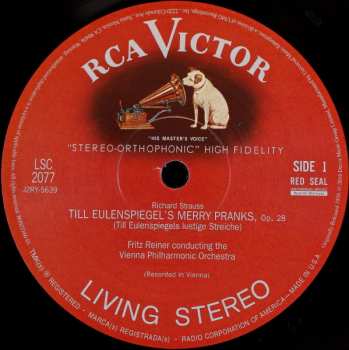 RCA VICTOR
"HIS MASTER'S VOICE"
"STEREO-ORTHOPHONIC" HIGH FIDELITY
LSC
2077
J2RY-5639
SIDE 1
RED SEAL
Richard Strauss
TILL EULENSPIEGEL'S MERRY PRANKS, Op. 28
(Till Eulenspiegels lustige Streiche)
Fritz Reiner conducting the
Vienna Philharmonic Orchestra
(Recorded in Vienna)
LIVING STEREO
TMK(S) ® REGISTERED - MARCA(s) REGISTRADA(s) - RADIO CORPORATION OF AMERICA - MADE IN U.S.A.